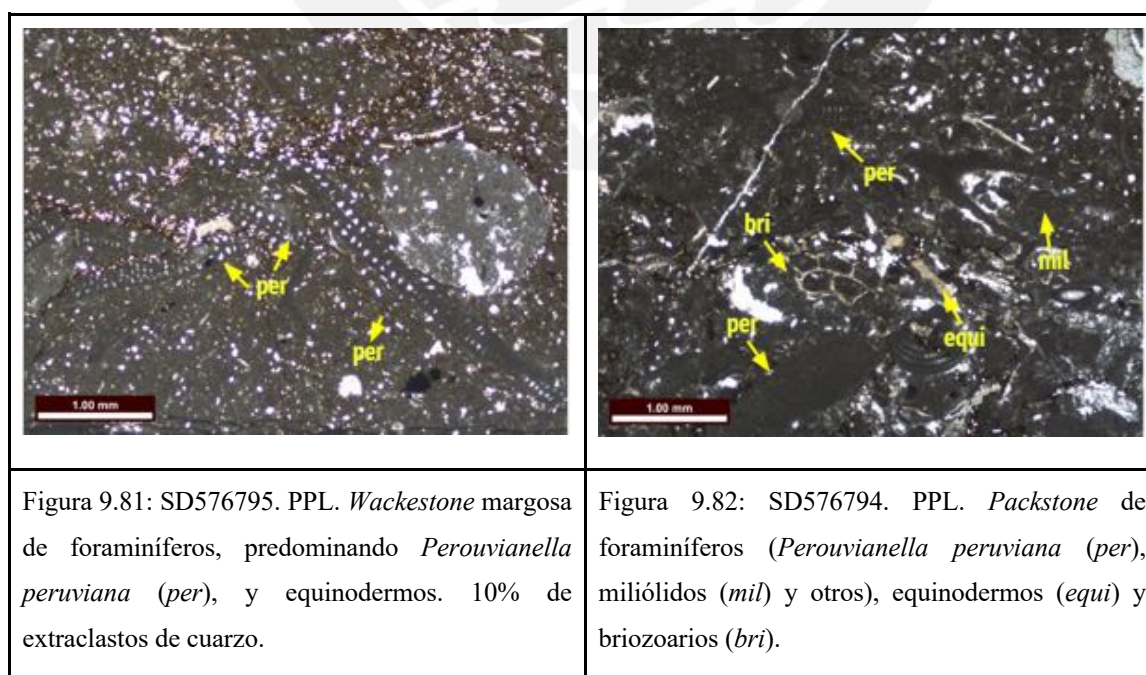 per
per
1.00 mm
per
bri
mil
per
equi
1.00 mm
Figura 9.81: SD576795. PPL. Wackestone margosa
de foraminíferos, predominando Perouvianella
peruviana (per), y equinodermos. 10% de
extraclastos de cuarzo.
Figura 9.82: SD576794. PPL. Packstone de
foraminíferos (Perouvianella peruviana (per),
miliólidos (mil) y otros), equinodermos (equi) y
briozoarios (bri).